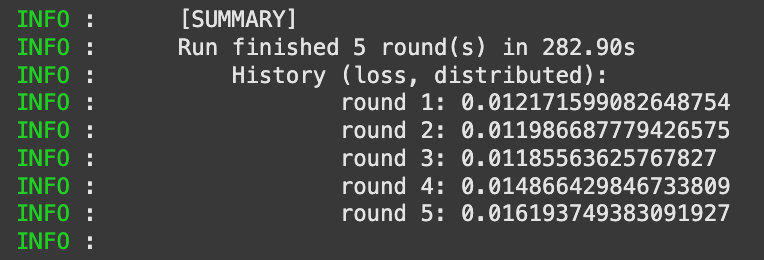 INFO :      [SUMMARY]
INFO :      Run finished 5 round(s) in 282.90s
INFO :          History (loss, distributed):
INFO :                  round 1: 0.012171599082648754
INFO :                  round 2: 0.011986687779426575
INFO :                  round 3: 0.01185563625767827
INFO :                  round 4: 0.014866429846733809
INFO :                  round 5: 0.016193749383091927
INFO :